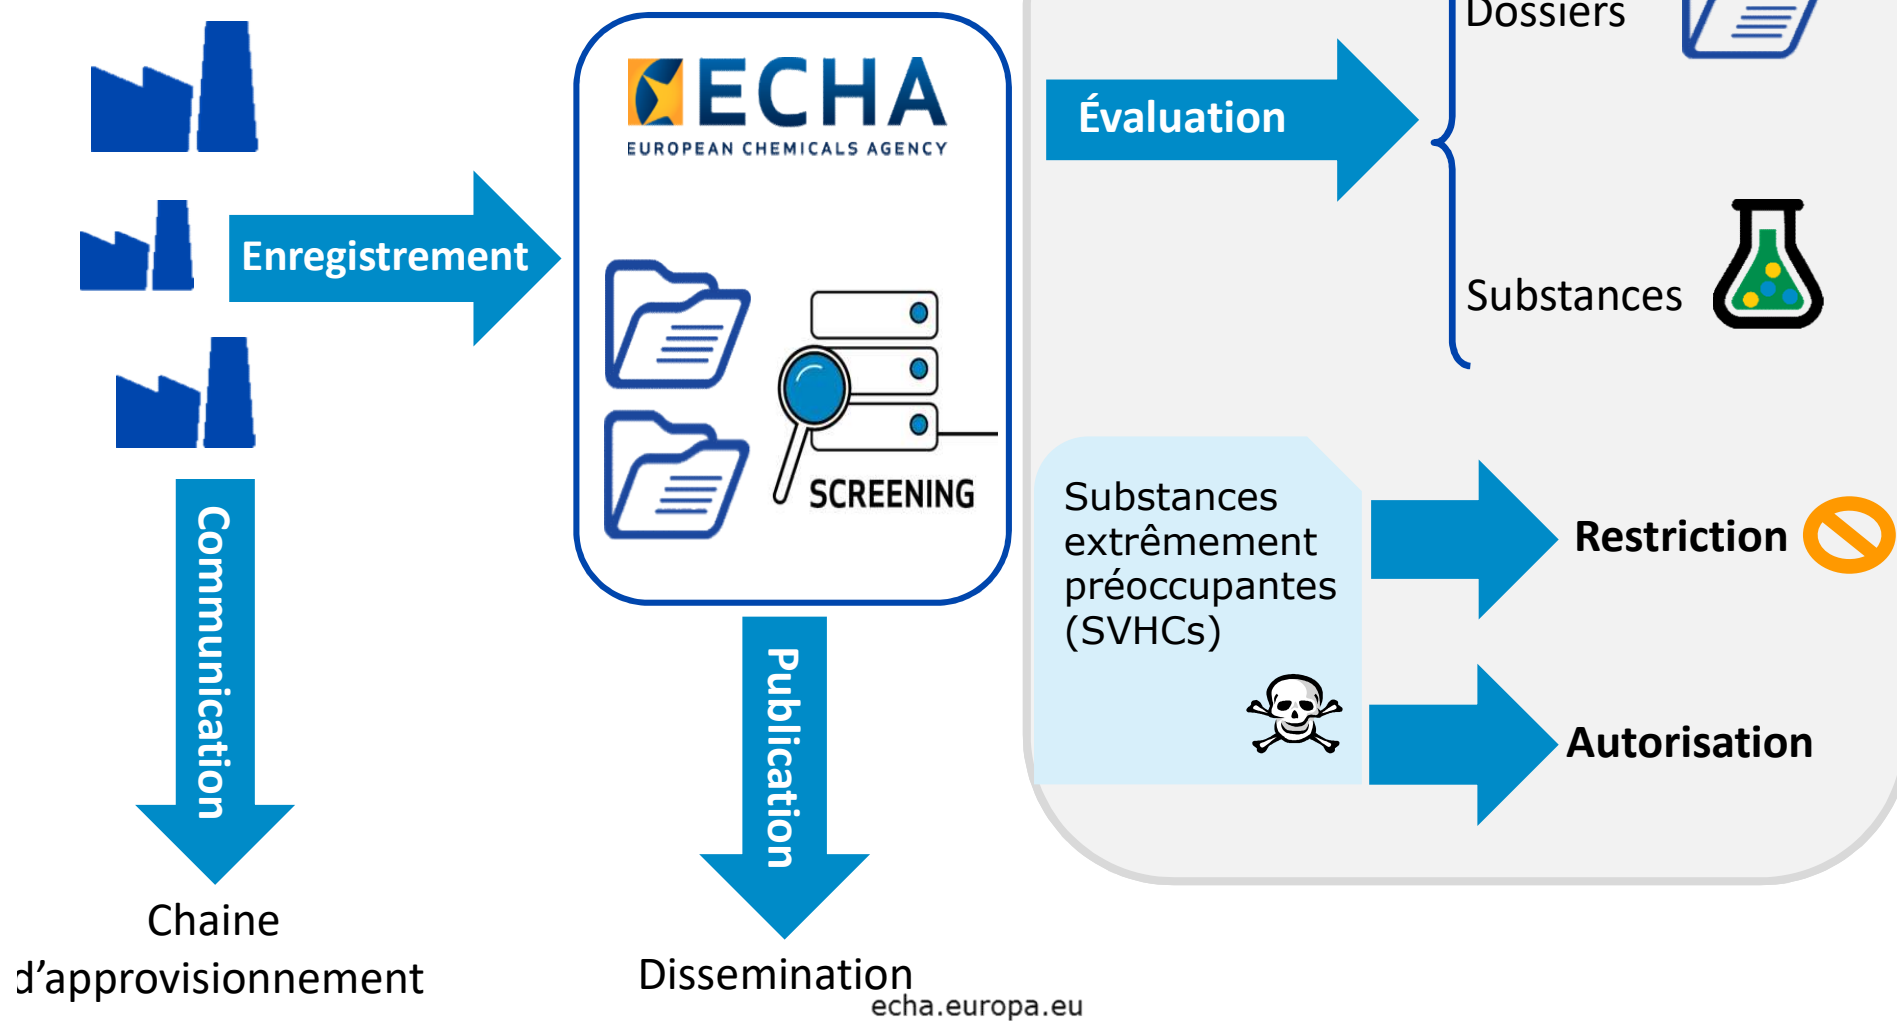 Dossiers
ECHA
EUROPEAN CHEMICALS AGENCY
Évaluation
Enregistrement
Substances
SCREENING
Substances
extrêmement
préoccupantes
(SVHCs)
Restriction
Communication
Publication
Autorisation
Chaine
d’approvisionnement
Dissemination
echa.europa.eu